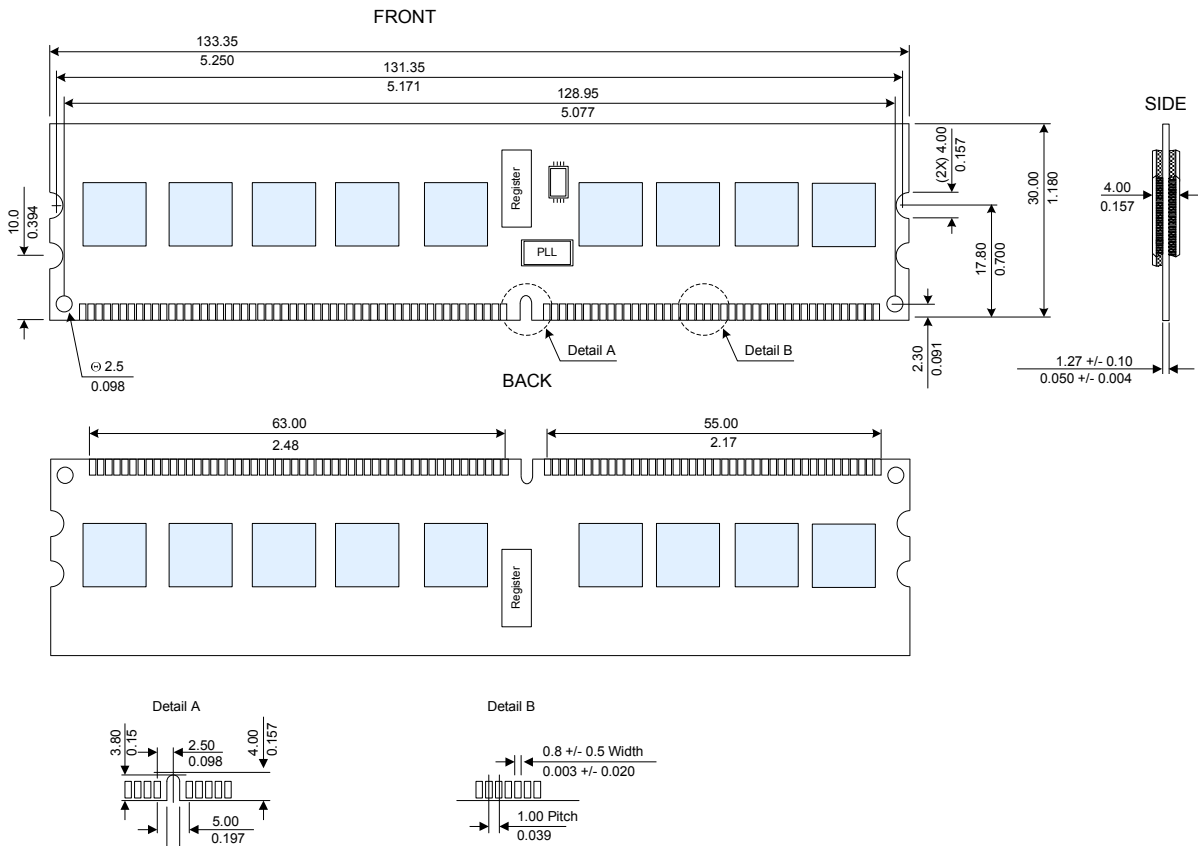 FRONT
133.35
5.250
131.35
5.171
128.95
5.077
SIDE
10.0
0.394
Register
PLL
(2X) 4.00
0.157
17.80
0.700
30.00
1.180
4.00
0.157
Detail A
Detail B
2.30
0.091
1.27 +/- 0.10
0.050 +/- 0.004
Θ 2.5
0.098
BACK
63.00
2.48
55.00
2.17
Register
Detail A
3.80
0.15
2.50
0.098
4.00
0.157
5.00
0.197
Detail B
0.8 +/- 0.5 Width
0.003 +/- 0.020
1.00 Pitch
0.039